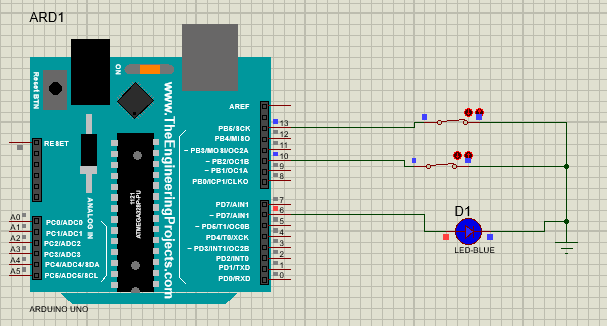 ARD1
ON
Reset BTN
www.TheEngineeringProjects.com
RESET
ANALOG IN
1121
A0
A1
A2
A3
A4
A5
PC0/ADC0
PC1/ADC1
PC2/ADC2
PC3/ADC3
PC4/ADC4/SDA
PC5/ADC5/SCL
AREF
PB5/SCK 13
PB4/MISO 12
~ PB3/MOSI/OC2A 11
~ PB2/OC1B 10
~ PB1/OC1A 9
PB0/ICP1/CLKO 8
PD7/AIN1 7
~ PD7/AIN1 6
~ PD6/T1/OC0B 5
PD4/T0/XCK 4
~ PD3/INT1/OC2B 3
PD2/INT0 2
PD1/TXD 1
PD0/RXD 0
D1
LED-BLUE
ARDUINO UNO